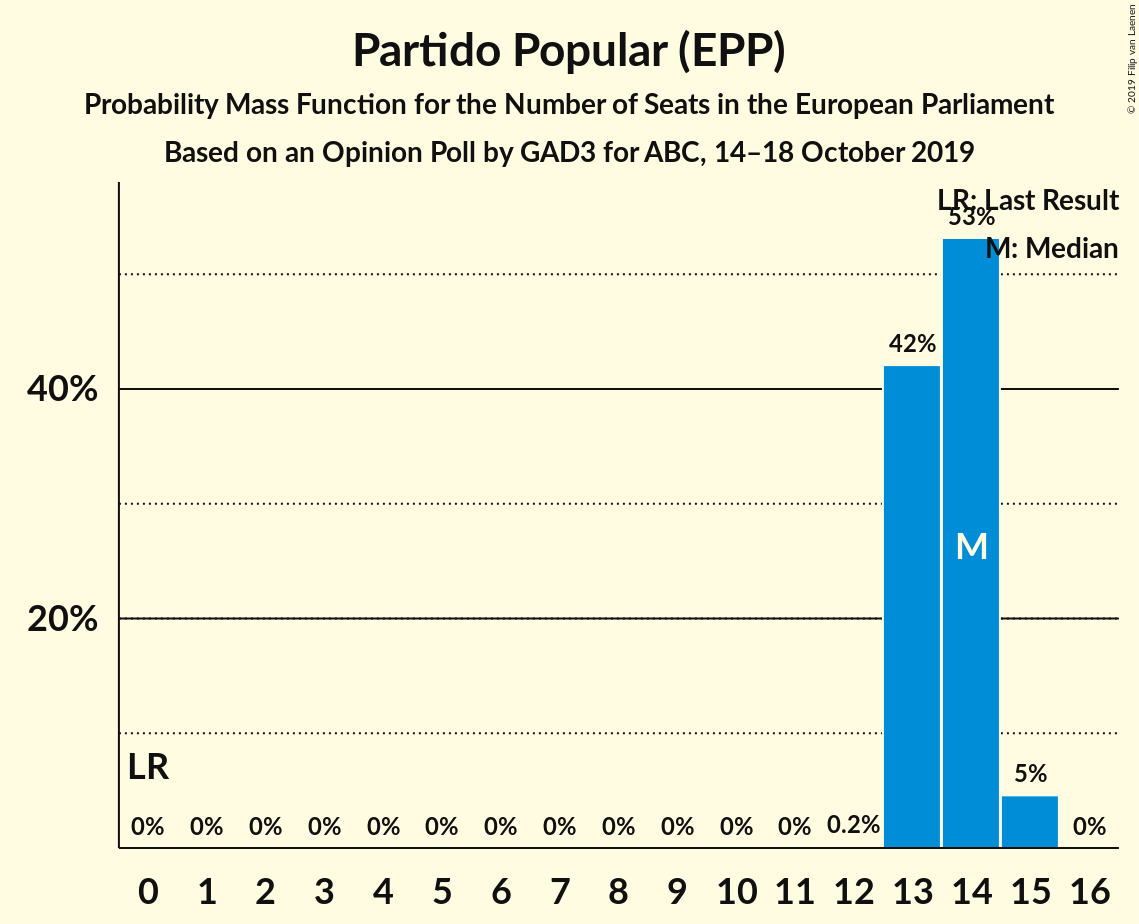 Partido Popular (EPP)
Probability Mass Function for the Number of Seats in the European Parliament
Based on an Opinion Poll by GAD3 for ABC, 14–18 October 2019
© 2019 Filip van Laenen
LR: Last Result
53%
M: Median
42%
40%
M
20%
LR
5%
0% 0% 0% 0% 0% 0% 0% 0% 0% 0% 0% 0% 0.2% 0%
0 1 2 3 4 5 6 7 8 9 10 11 12 13 14 15 16